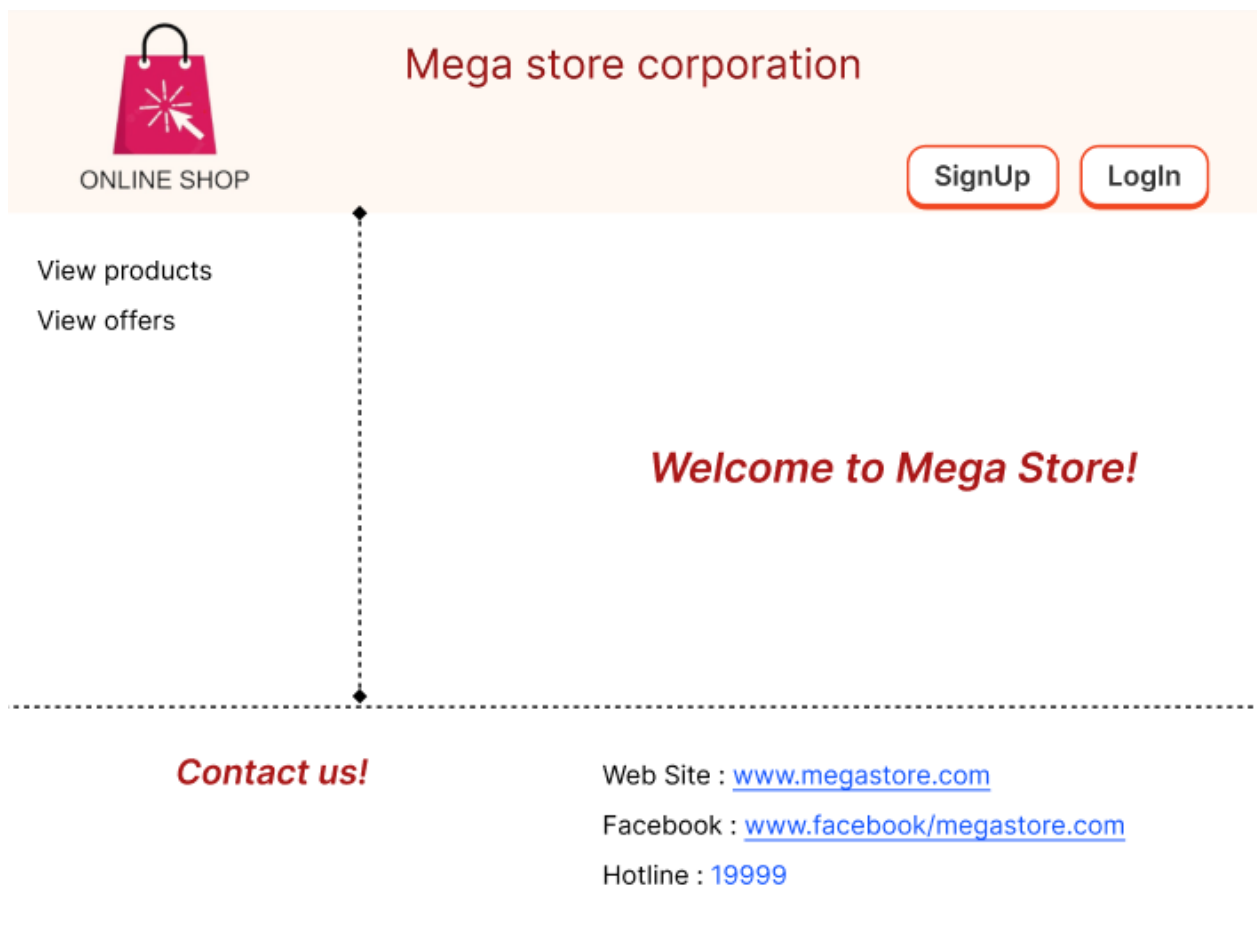 Mega store corporation
ONLINE SHOP
SignUp
LogIn
View products
View offers
Welcome to Mega Store!
Contact us!
Web Site : www.megastore.com
Facebook : www.facebook/megastore.com
Hotline : 19999